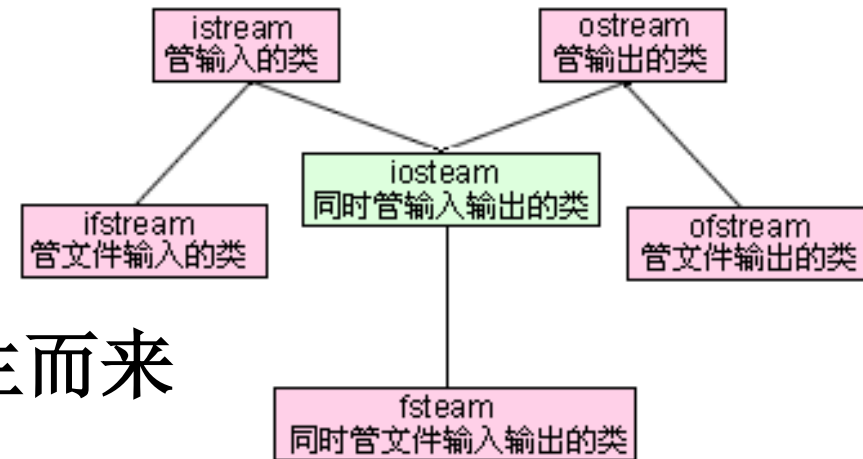 istream
管输入的类
ostream
管输出的类
iosteam
同时管输入输出的类
ifstream
管文件输入的类
ofstream
管文件输出的类
而来
fsteam
同时管文件输入输出的类